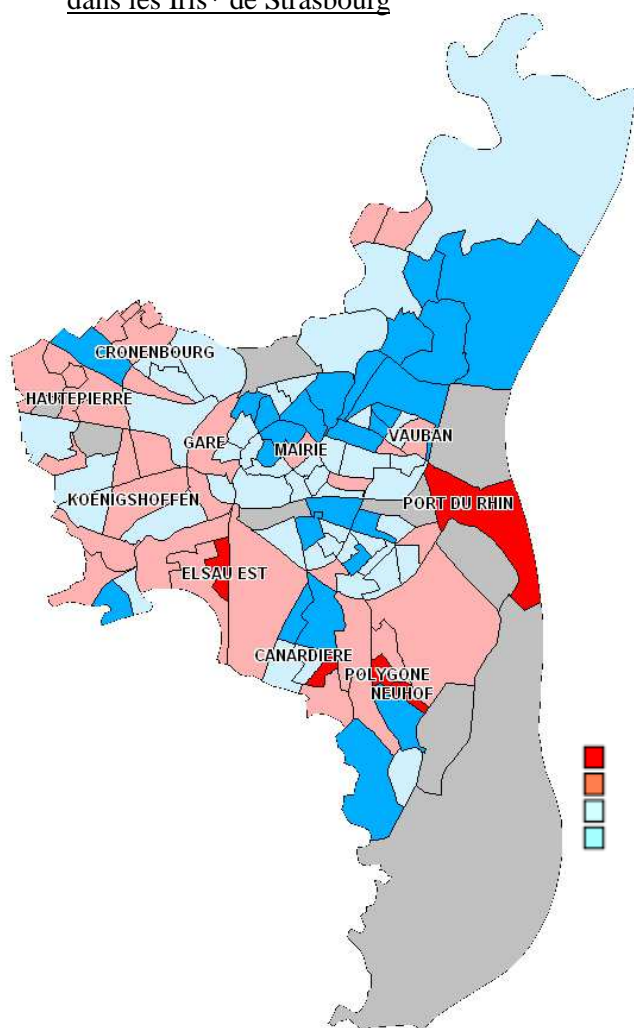 dans les Iris* de Strasbourg
CRONENBOURG
HAUTEPIERRE
GARE
MAIRIE
VAUBAN
KOENIGSHOFFEN
PORT DU RHIN
ELSAU EST
CANARDIERE
POLYGONE
NEUHOF